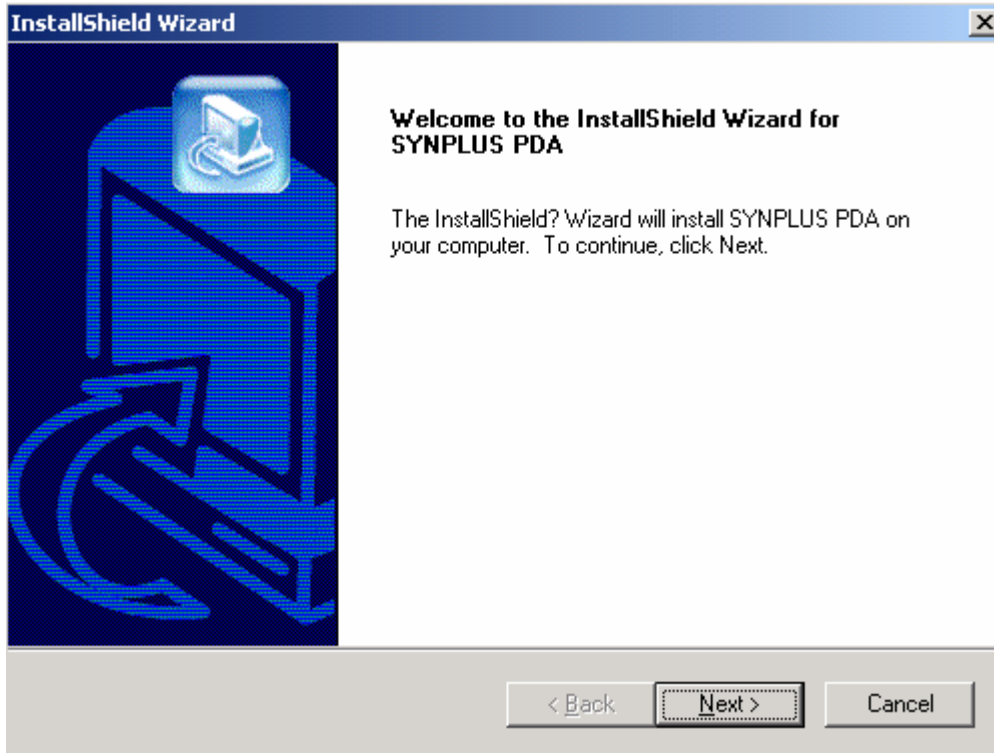 InstallShield Wizard
Welcome to the InstallShield Wizard for
SYNPLUS PDA
The InstallShield? Wizard will install SYNPLUS PDA on
your computer.  To continue, click Next.
< Back
Next >
Cancel